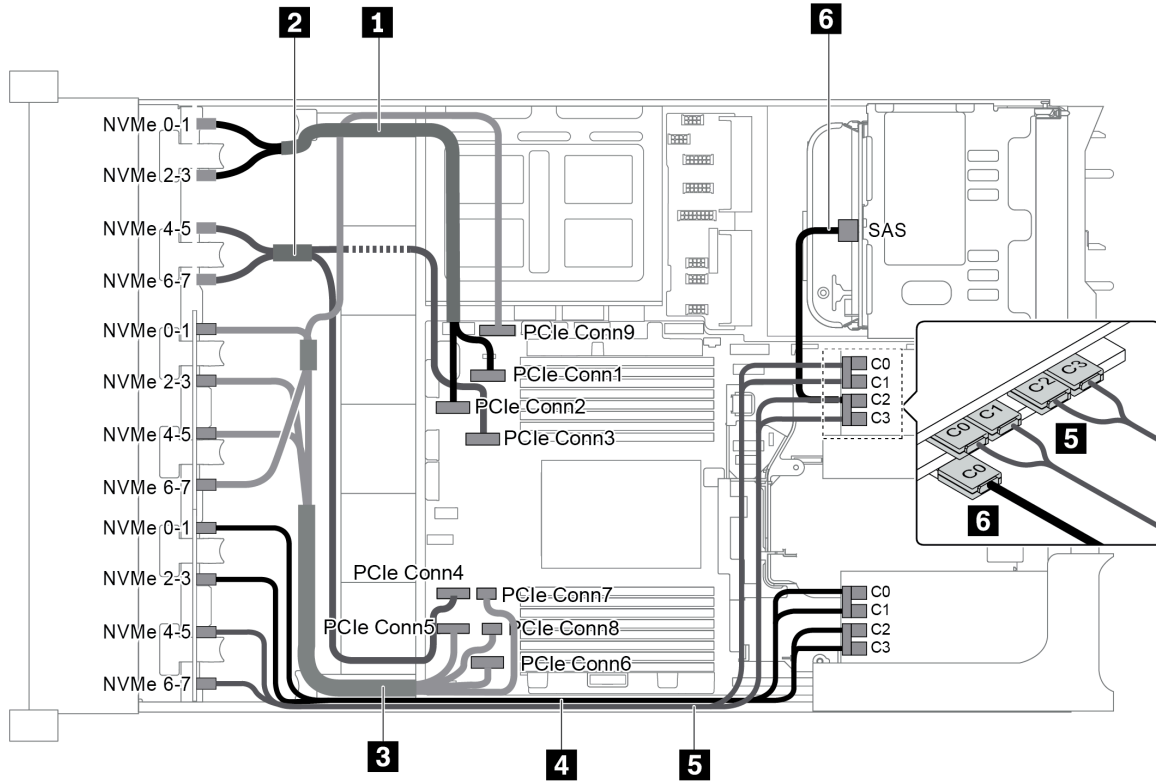 2
1
6
NVMe 0-1
NVMe 2-3
NVMe 4-5
NVMe 6-7
NVMe 0-1
NVMe 2-3
NVMe 4-5
NVMe 6-7
NVMe 0-1
NVMe 2-3
NVMe 4-5
NVMe 6-7
SAS
PCIe Conn9
PCIe Conn1
PCIe Conn2
PCIe Conn3
PCIe Conn4
PCIe Conn7
PCIe Conn5
PCIe Conn8
PCIe Conn6
C0
C1
C2
C3
C3
C2
C1
C0
C0
5
6
C0
C1
C2
C3
3
4
5